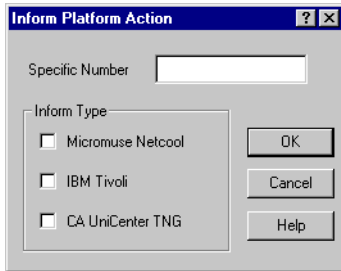 Inform Platform Action
Specific Number
Inform Type
Micromuse Netcool
IBM Tivoli
CA UniCenter TNG
OK
Cancel
Help